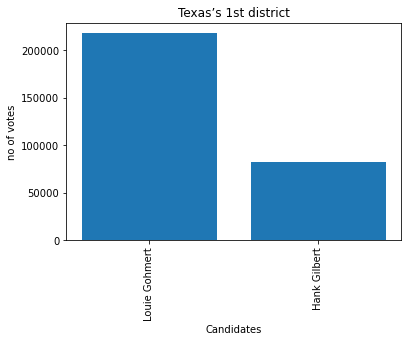 Texas’s 1st district
no of votes
200000
150000
100000
50000
0
Louie Gohmert
Hank Gilbert
Candidates